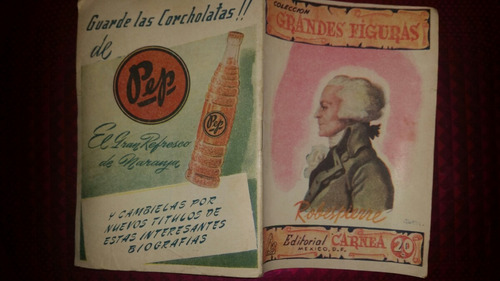 Guarde las Corcholatas!!
de
Pep
Pep
El Gran Refresco
de Naranja
Y CAMBIELAS POR
NUEVOS TITULOS DE
ESTAS INTERESANTES
BIOGRAFIAS
COLECCION
GRANDES FIGURAS
Robespierre
Editorial CARNEA
MEXICO, D.F.
20